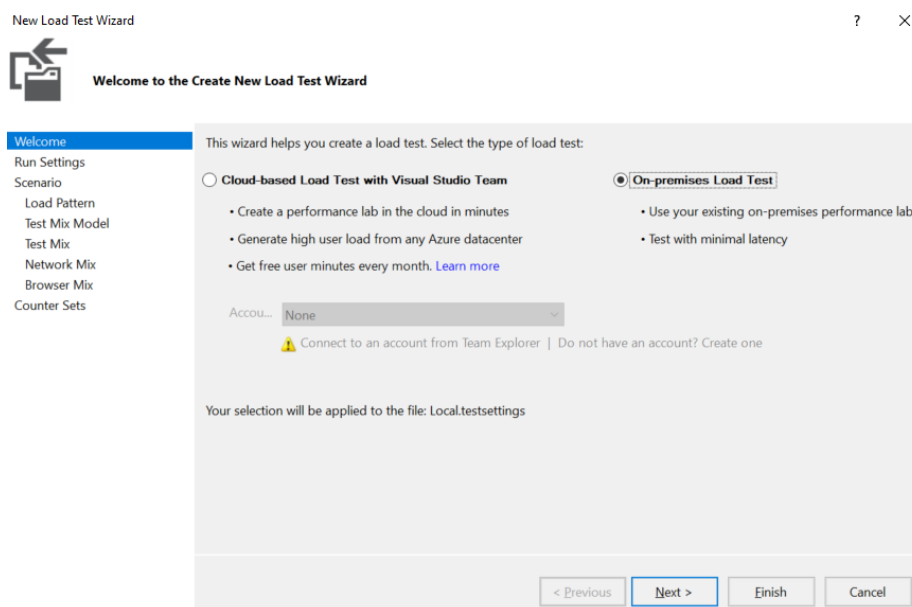 New Load Test Wizard
?
Welcome to the Create New Load Test Wizard
Welcome
Run Settings
Scenario
Load Pattern
Test Mix Model
Test Mix
Network Mix
Browser Mix
Counter Sets
This wizard helps you create a load test. Select the type of load test:
Cloud-based Load Test with Visual Studio Team
• Create a performance lab in the cloud in minutes
• Generate high user load from any Azure datacenter
• Get free user minutes every month. Learn more
On-premises Load Test
• Use your existing on-premises performance lab
• Test with minimal latency
Accou... None
Connect to an account from Team Explorer | Do not have an account? Create one
Your selection will be applied to the file: Local.testsettings
< Previous Next > Finish Cancel